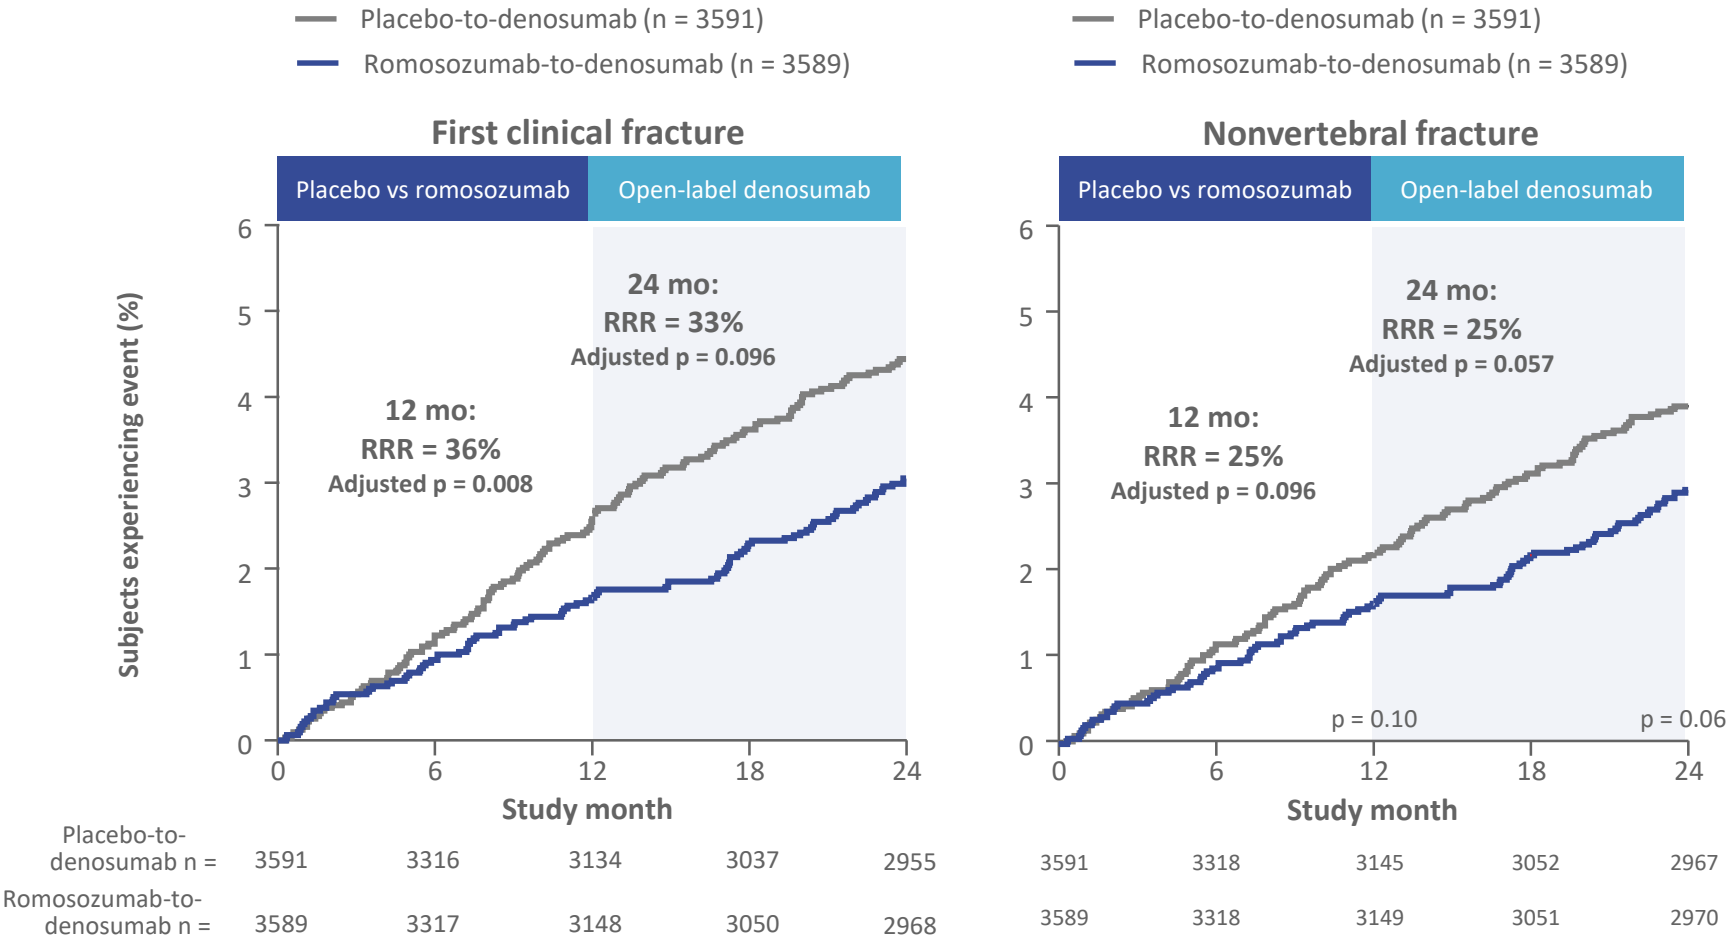 Placebo-to-denosumab (n = 3591)
Romosozumab-to-denosumab (n = 3589)
First clinical fracture
Placebo vs romosozumab
Open-label denosumab
Subjects experiencing event (%)
6
5
4
3
2
1
0
24 mo:
RRR = 33%
Adjusted p = 0.096
12 mo:
RRR = 36%
Adjusted p = 0.008
0
6
12
18
24
Study month
Placebo-to-denosumab (n = 3591)
Romosozumab-to-denosumab (n = 3589)
Nonvertebral fracture
Placebo vs romosozumab
Open-label denosumab
6
5
4
3
2
1
0
24 mo:
RRR = 25%
Adjusted p = 0.057
12 mo:
RRR = 25%
Adjusted p = 0.096
p = 0.10
p = 0.06
0
6
12
18
24
Study month
Placebo-to-
denosumab n =
3591 3316 3134 3037 2955
3591 3318 3145 3052 2967
Romosozumab-to-
denosumab n =
3589 3317 3148 3050 2968
3589 3318 3149 3051 2970